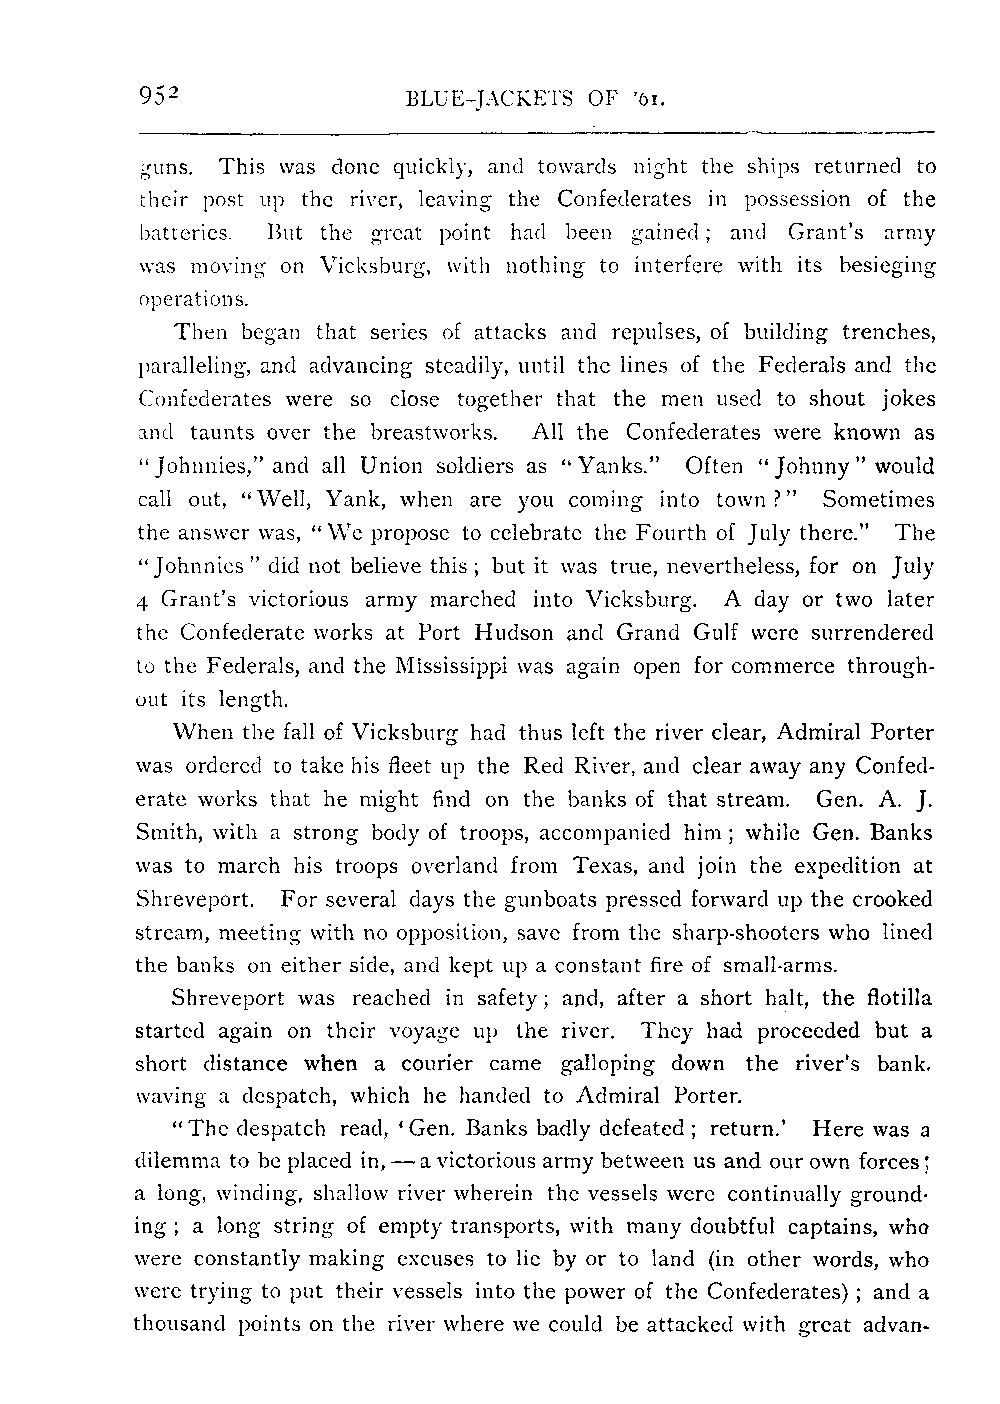 952 BLUE-JACKETS OF '61.
guns. This was done quickly, and towards night the ships returned to
their post up the river, leaving the Confederates in possession of the
batteries. But the great point had been gained; and Grant's army
was moving on Vicksburg, with nothing to interfere with its besieging
operations.
Then began that series of attacks and repulses, of building trenches,
paralleling, and advancing steadily, until the lines of the Federals and the
Confederates were so close together that the men used to shout jokes
and taunts over the breastworks. All the Confederates were known as
"Johnnies," and all Union soldiers as "Yanks." Often "Johnny" would
call out, "Well, Yank, when are you coming into town?" Sometimes
the answer was, "We propose to celebrate the Fourth of July there." The
"Johnnies" did not believe this; but it was true, nevertheless, for on July
4 Grant's victorious army marched into Vicksburg. A day or two later
the Confederate works at Port Hudson and Grand Gulf were surrendered
to the Federals, and the Mississippi was again open for commerce through-
out its length.
When the fall of Vicksburg had thus left the river clear, Admiral Porter
was ordered to take his fleet up the Red River, and clear away any Confed-
erate works that he might find on the banks of that stream. Gen. A. J.
Smith, with a strong body of troops, accompanied him; while Gen. Banks
was to march his troops overland from Texas, and join the expedition at
Shreveport. For several days the gunboats pressed forward up the crooked
stream, meeting with no opposition, save from the sharp-shooters who lined
the banks on either side, and kept up a constant fire of small-arms.
Shreveport was reached in safety; and, after a short halt, the flotilla
started again on their voyage up the river. They had proceeded but a
short distance when a courier came galloping down the river's bank,
waving a despatch, which he handed to Admiral Porter.
"The despatch read, 'Gen. Banks badly defeated; return.' Here was a
dilemma to be placed in,—a victorious army between us and our own forces;
a long, winding, shallow river wherein the vessels were continually ground-
ing; a long string of empty transports, with many doubtful captains, who
were constantly making excuses to lie by or to land (in other words, who
were trying to put their vessels into the power of the Confederates); and a
thousand points on the river where we could be attacked with great advan-